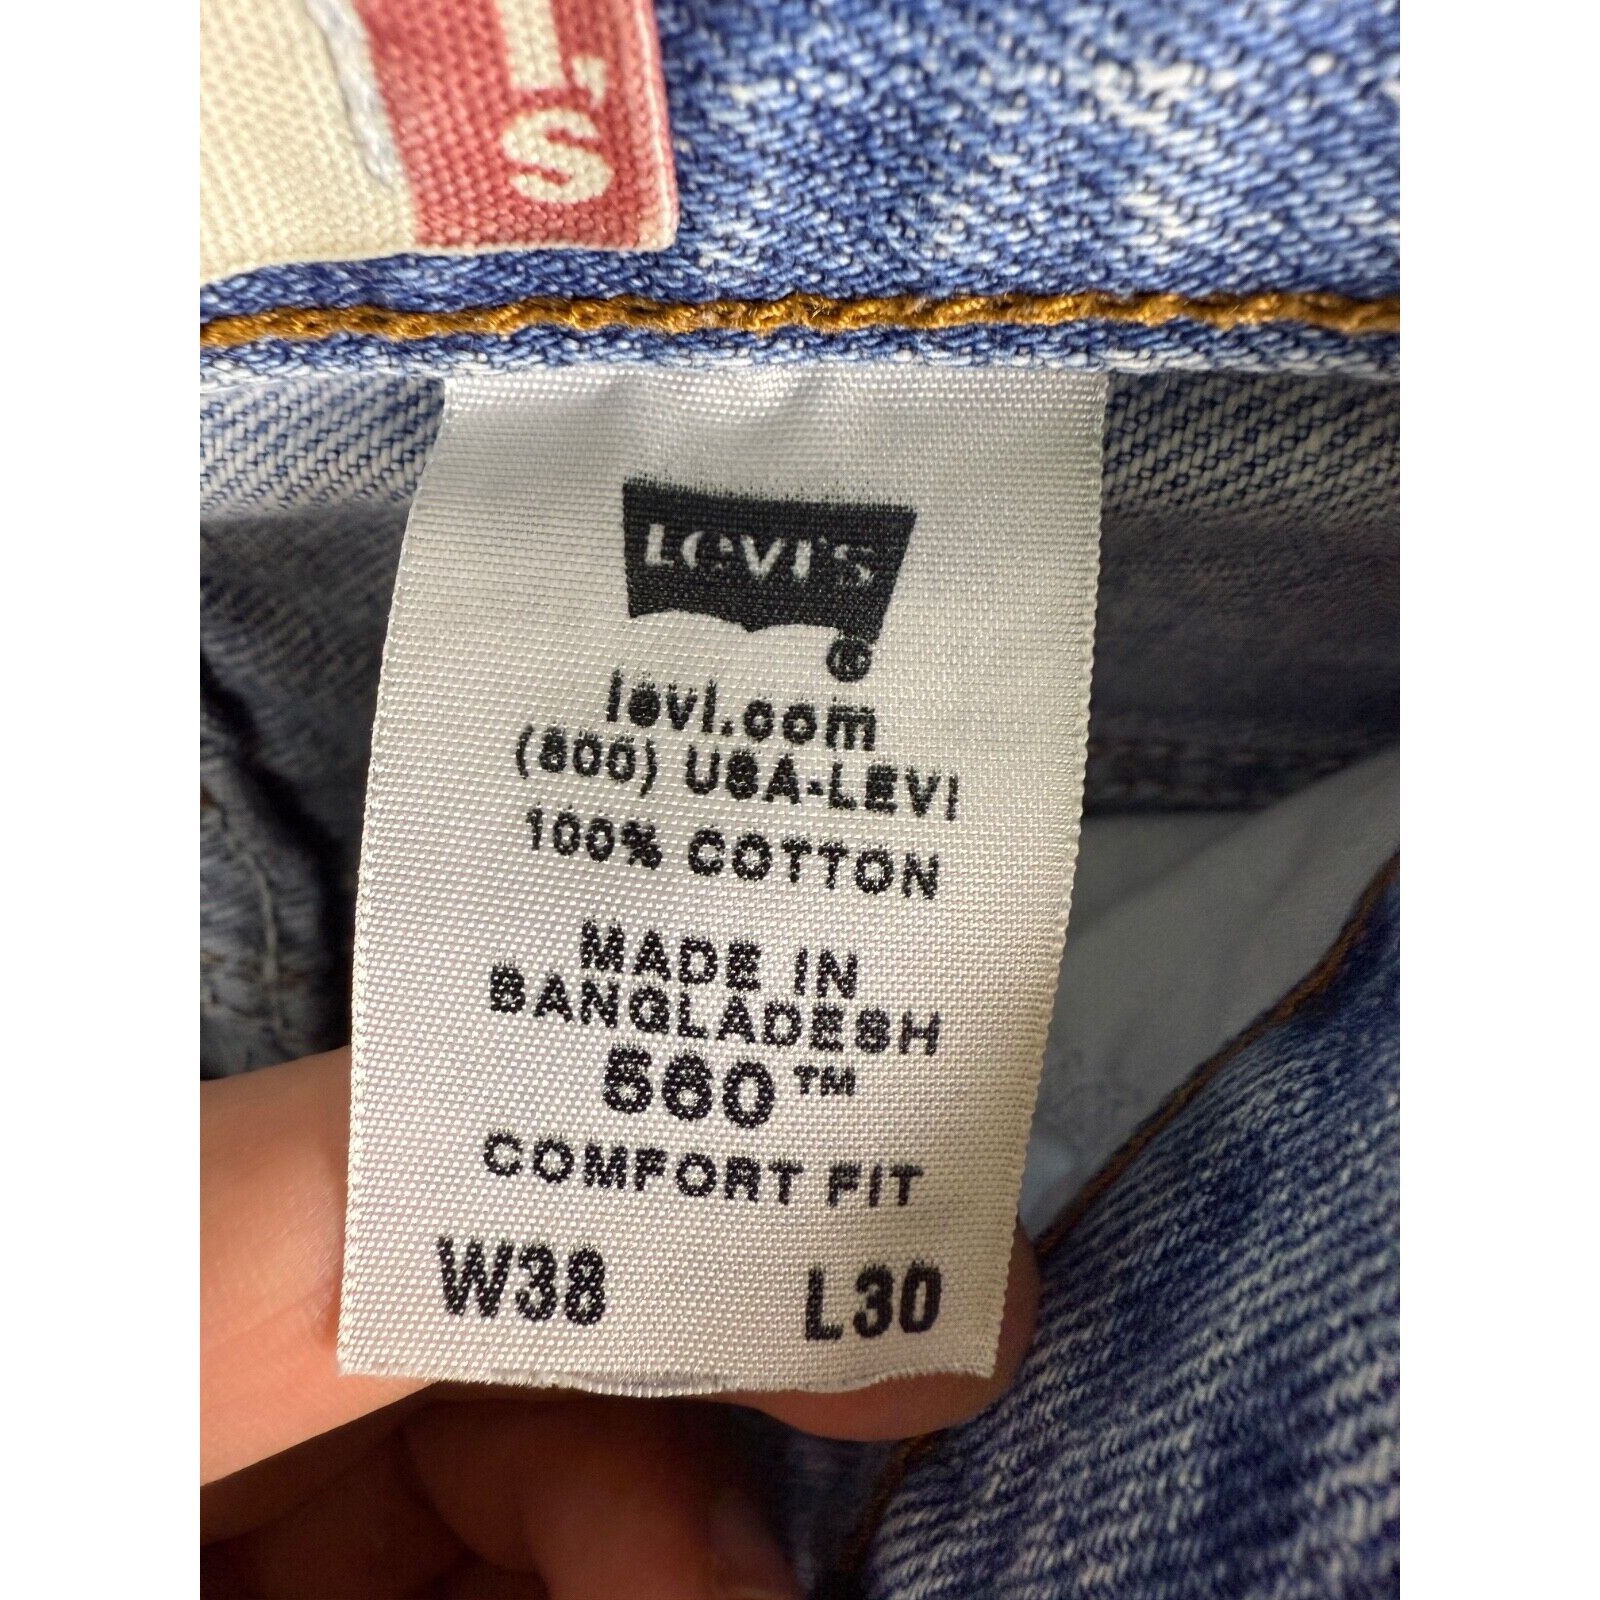 L'S
LEVI'S
®
levi.com
(800) USA-LEVI
100% COTTON
MADE IN
BANGLADESH
560™
COMFORT FIT
W38 L30